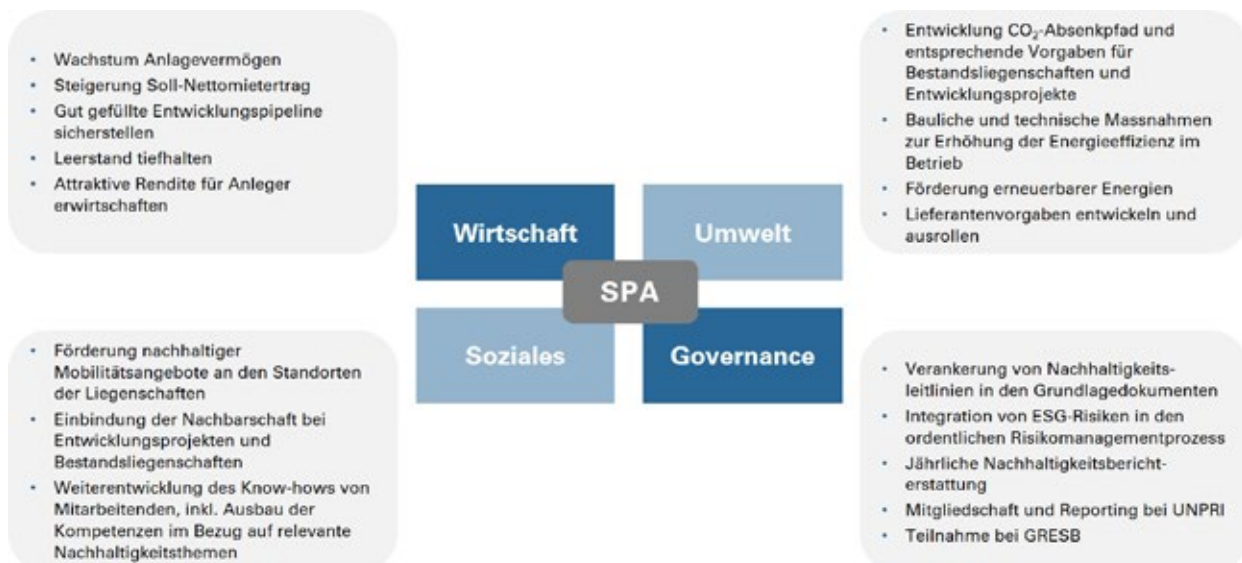 • Wachstum Anlagevermögen
• Steigerung Soll-Nettomietertrag
• Gut gefüllte Entwicklungspipeline
sicherstellen
• Leerstand tiefhalten
• Attraktive Rendite für Anleger
erwirtschaften
• Entwicklung CO₂-Absenkpfad und
entsprechende Vorgaben für
Bestandsliegenschaften und
Entwicklungsprojekte
• Bauliche und technische Massnahmen
zur Erhöhung der Energieeffizienz im
Betrieb
• Förderung erneuerbarer Energien
• Lieferantenvorgaben entwickeln und
ausrollen
Wirtschaft
Umwelt
SPA
Soziales
Governance
• Förderung nachhaltiger
Mobilitätsangebote an den Standorten
der Liegenschaften
• Einbindung der Nachbarschaft bei
Entwicklungsprojekten und
Bestandsliegenschaften
• Weiterentwicklung des Know-hows von
Mitarbeitenden, inkl. Ausbau der
Kompetenzen im Bezug auf relevante
Nachhaltigkeitsthemen
• Verankerung von Nachhaltigkeits-
leitlinien in den Grundlagedokumenten
• Integration von ESG-Risiken in den
ordentlichen Risikomanagementprozess
• Jährliche Nachhaltigkeitsbericht-
erstattung
• Mitgliedschaft und Reporting bei UNPRI
• Teilnahme bei GRESB